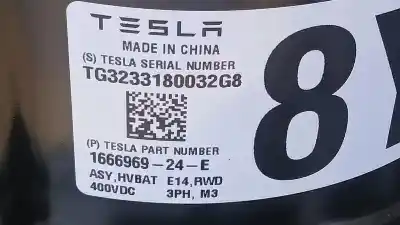 TESLA
MADE IN CHINA
(S) TESLA SERIAL NUMBER
TG3233180032G8
(P) TESLA PART NUMBER
1666969-24-E
ASY,HVBAT E14,RWD
400VDC 3PH, M3
8